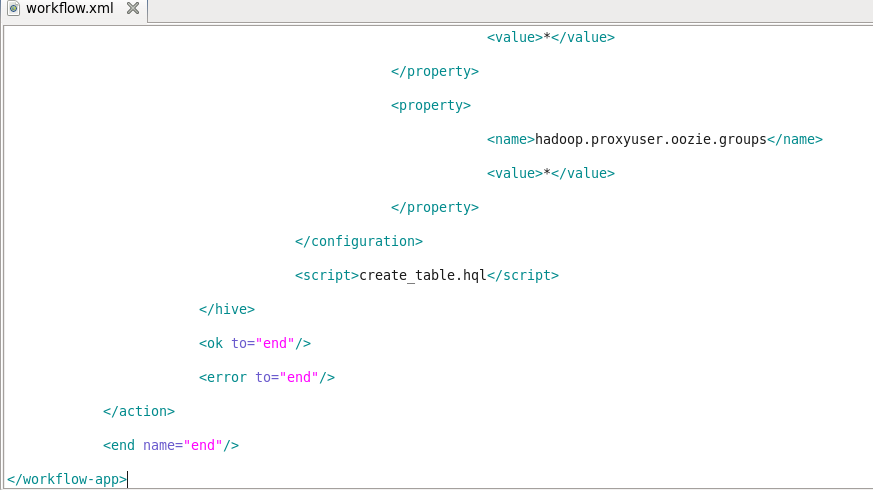 workflow.xml
<value>*</value>
</property>
<property>
<name>hadoop.proxyuser.oozie.groups</name>
<value>*</value>
</property>
</configuration>
<script>create_table.hql</script>
</hive>
<ok to="end"/>
<error to="end"/>
</action>
<end name="end"/>
</workflow-app>